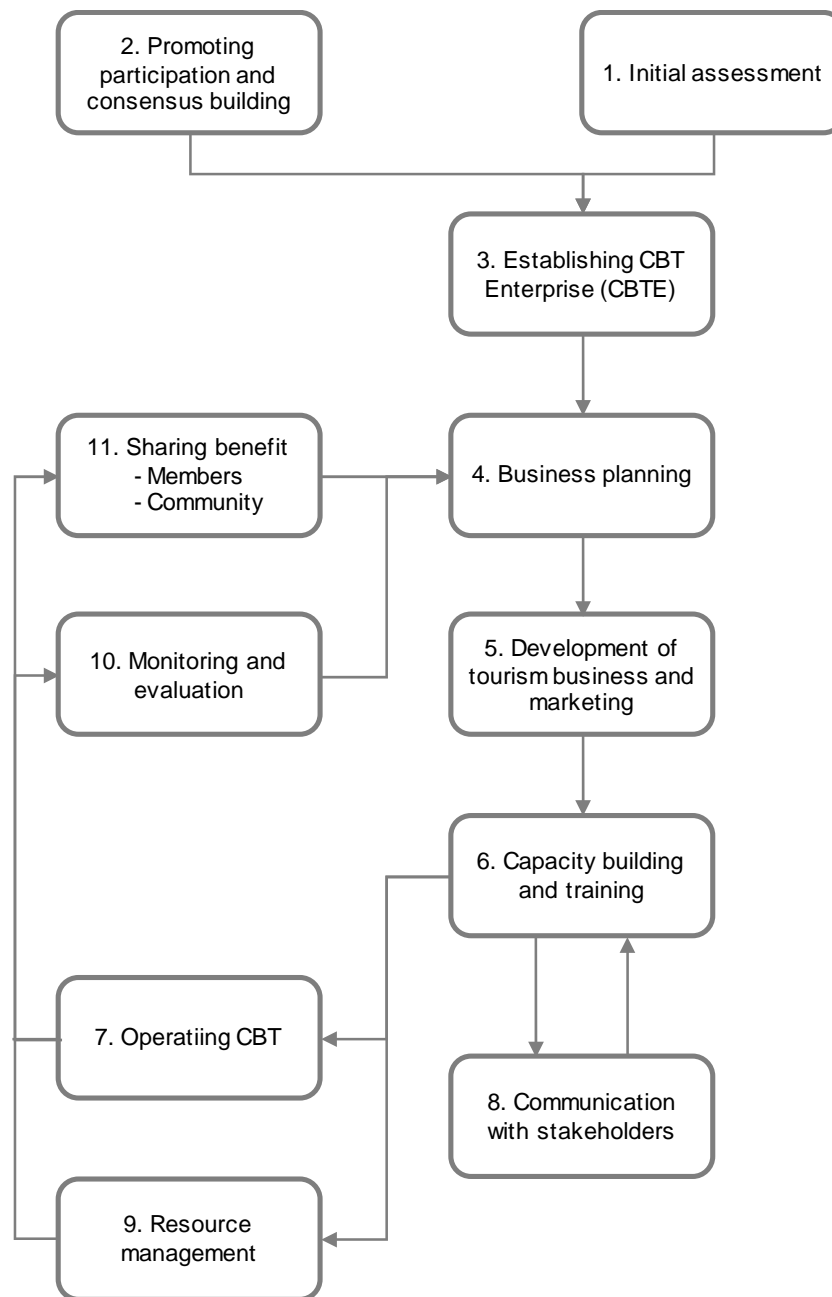 2. Promoting
participation and
consensus building
1. Initial assessment
3. Establishing CBT
Enterprise (CBTE)
11. Sharing benefit
- Members
- Community
4. Business planning
10. Monitoring and
evaluation
5. Development of
tourism business and
marketing
6. Capacity building
and training
7. Operatiing CBT
8. Communication
with stakeholders
9. Resource
management